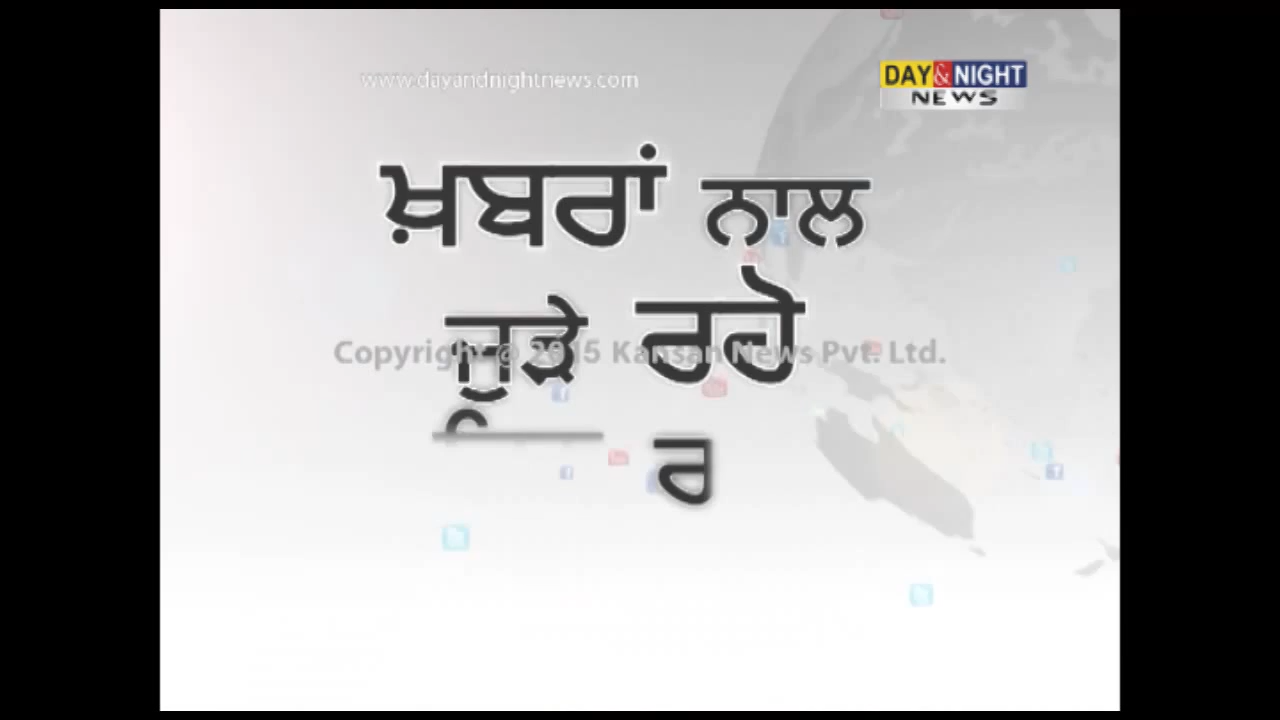 www.dayandnightnews.com
DAY & NIGHT
NEWS
ਖ਼ਬਰਾਂ ਨਾਲ
ਜੂੜੇ ਰਹੋ
Copyright @ 2015 Kansan News Pvt. Ltd.
ਰ